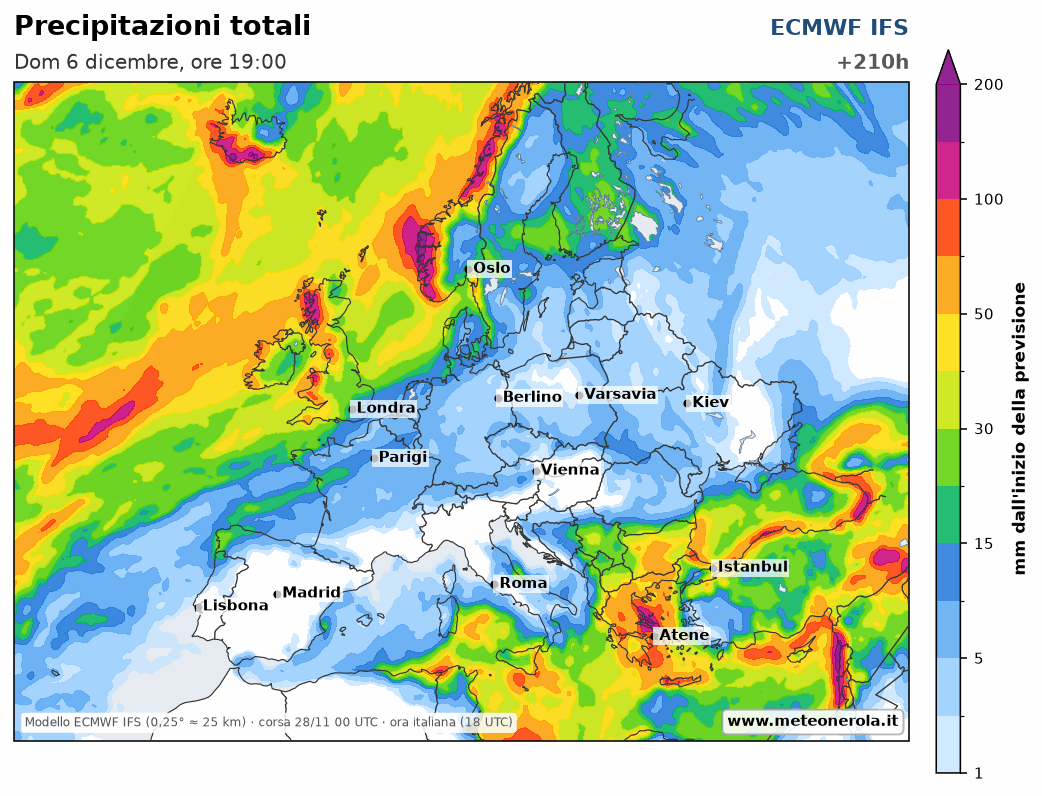 Precipitazioni totali
ECMWF IFS
Dom 6 dicembre, ore 19:00
+210h
200
100
50
30
15
5
1
mm dall'inizio della previsione
Oslo
Berlino
Varsavia
Kiev
Londra
Parigi
Vienna
Istanbul
Roma
Madrid
Lisbona
Atene
Modello ECMWF IFS (0,25° ≈ 25 km) · corsa 28/11 00 UTC · ora italiana (18 UTC)
www.meteonerola.it